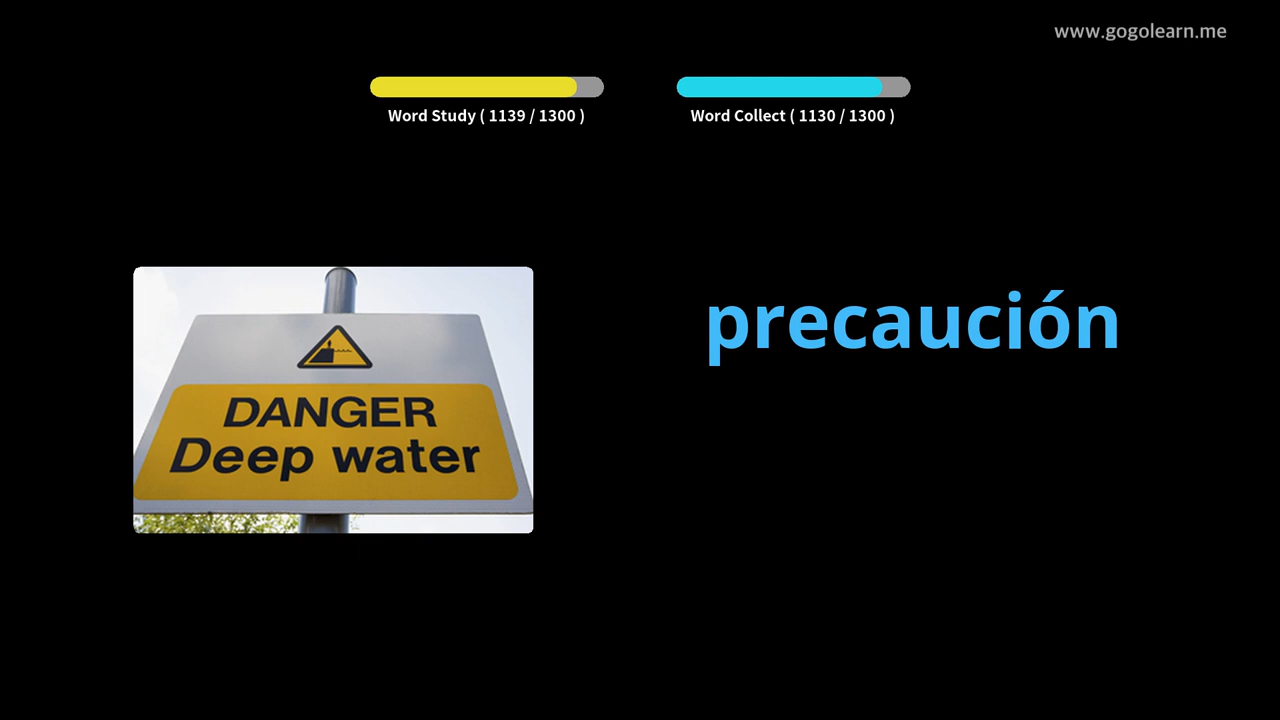 www.gogolearn.me
Word Study ( 1139 / 1300 )
Word Collect ( 1130 / 1300 )
precaución
DANGER
Deep water